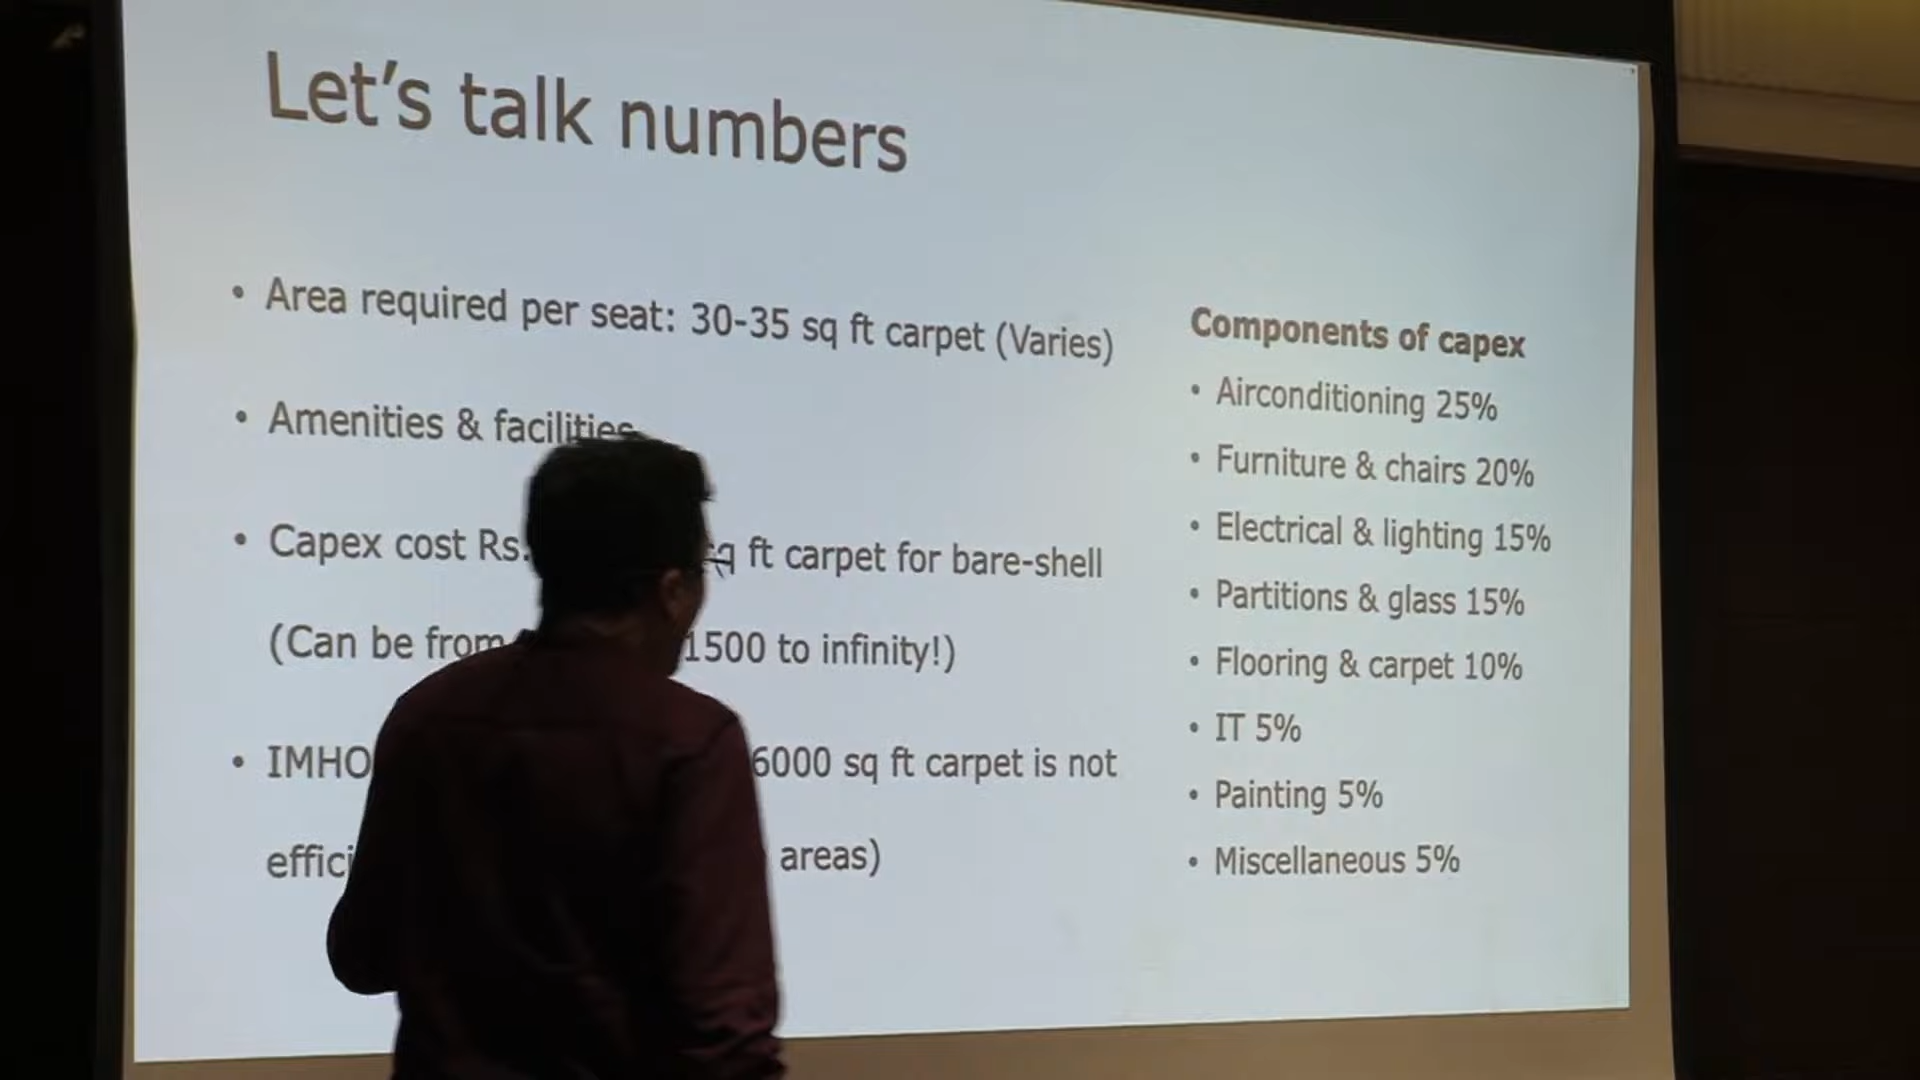 Let's talk numbers
• Area required per seat: 30-35 sq ft carpet (Varies)
• Amenities & facilities
• Capex cost Rs. sq ft carpet for bare-shell
(Can be from 1500 to infinity!)
• IMHO 6000 sq ft carpet is not
areas)
Components of capex
• Airconditioning 25%
• Furniture & chairs 20%
• Electrical & lighting 15%
• Partitions & glass 15%
• Flooring & carpet 10%
• IT 5%
• Painting 5%
• Miscellaneous 5%